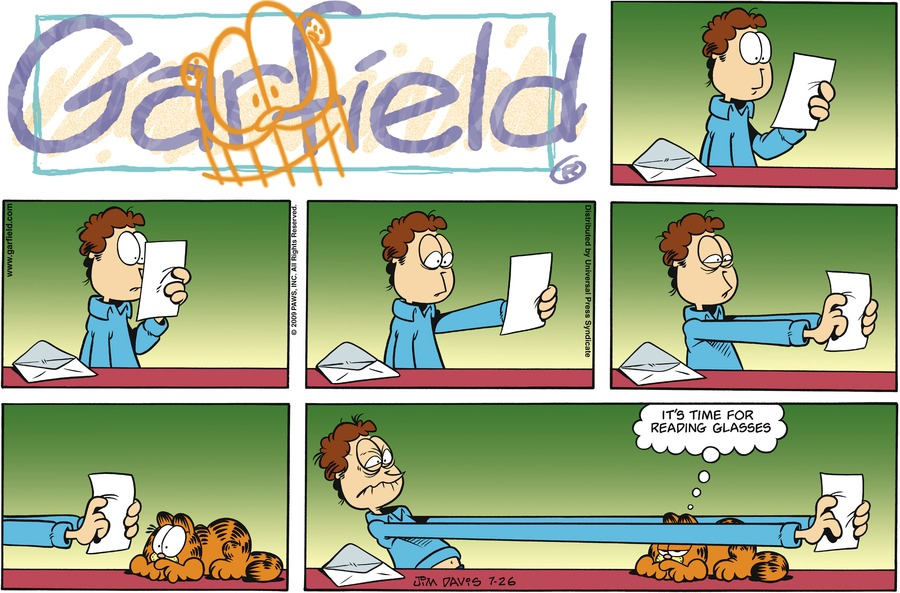 Garfield
®
www.garfield.com
© 2009 PAWS, INC. All Rights Reserved.
Distributed by Universal Press Syndicate
IT'S TIME FOR
READING GLASSES
JIM DAVIS 7-26